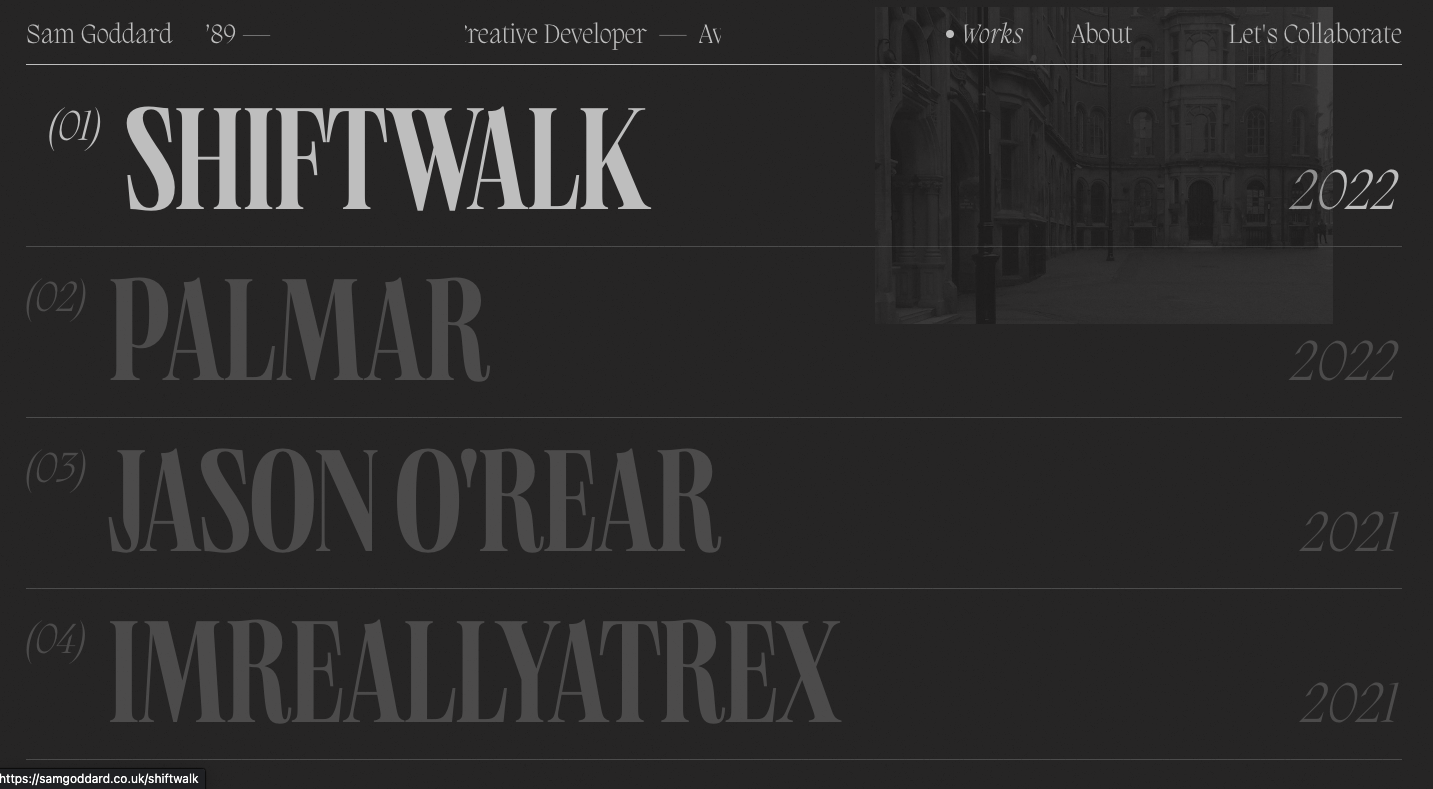 Sam Goddard ’89 — reative Developer — Av • Works About Let's Collaborate
(01) SHIFTWALK 2022
(02) PALMAR 2022
(03) JASON O'REAR 2021
(04) IMREALLYATREX 2021
https://samgoddard.co.uk/shiftwalk